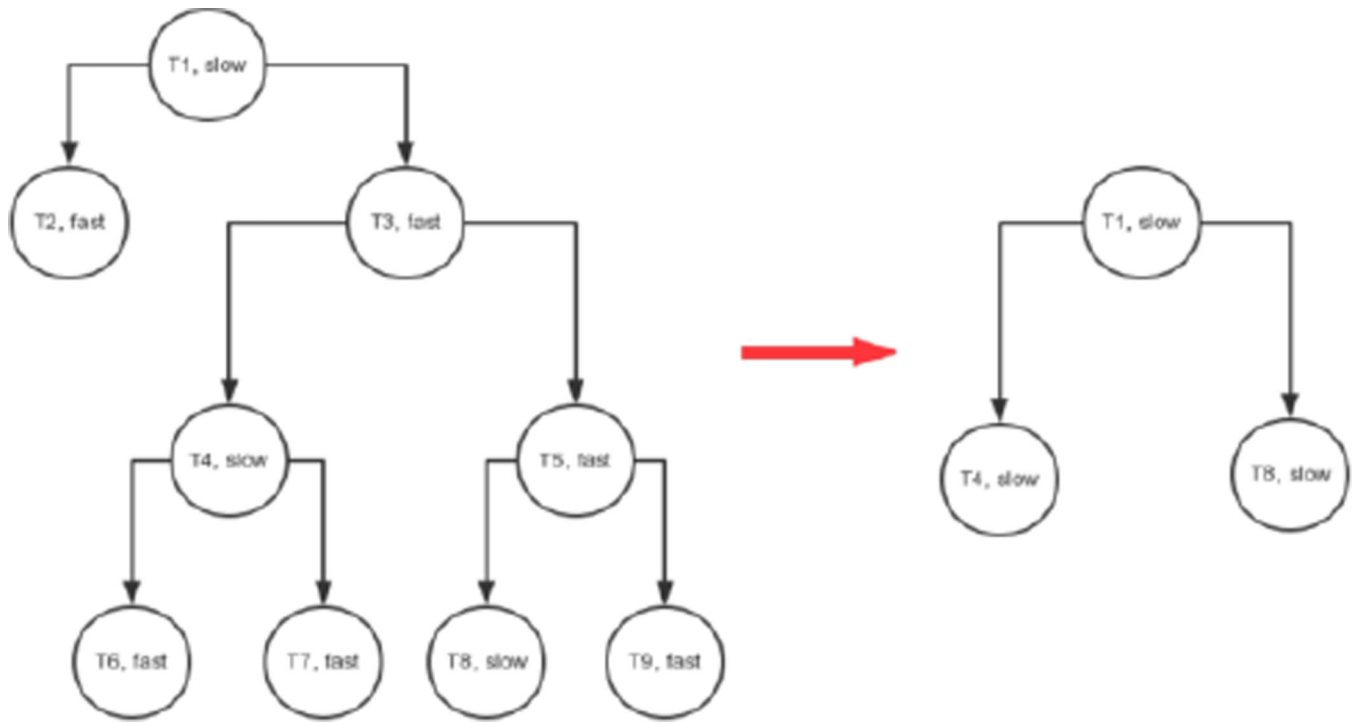 T1, slow
T2, fast
T3, fast
T4, slow
T5, fast
T6, fast
T7, fast
T8, slow
T9, fast
T1, slow
T4, slow
T8, slow